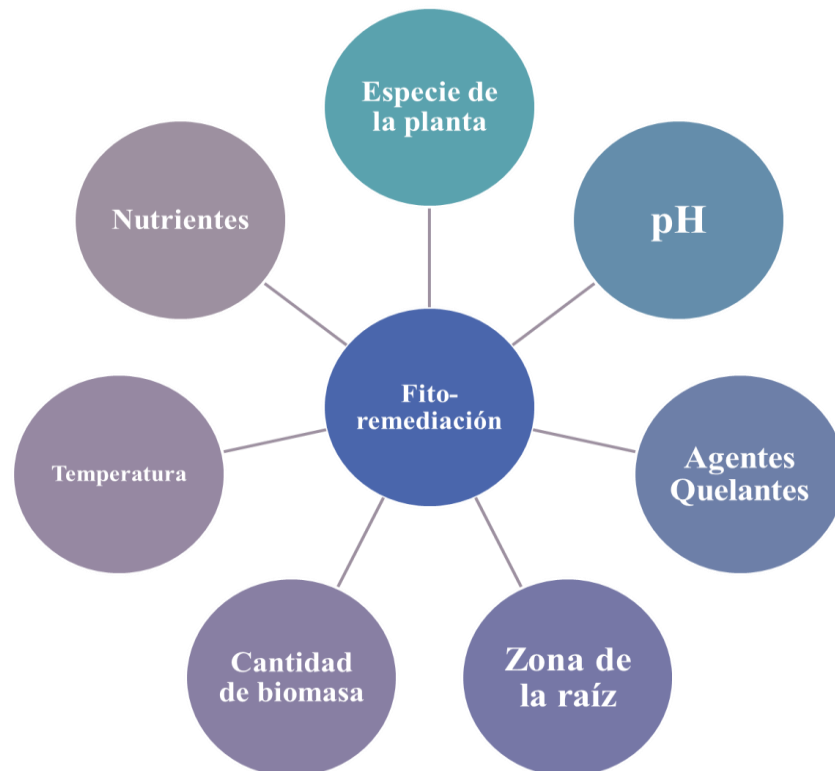 Especie de
la planta
pH
Agentes
Quelantes
Zona de
la raíz
Cantidad
de biomasa
Temperatura
Nutrientes
Fito-
remediación